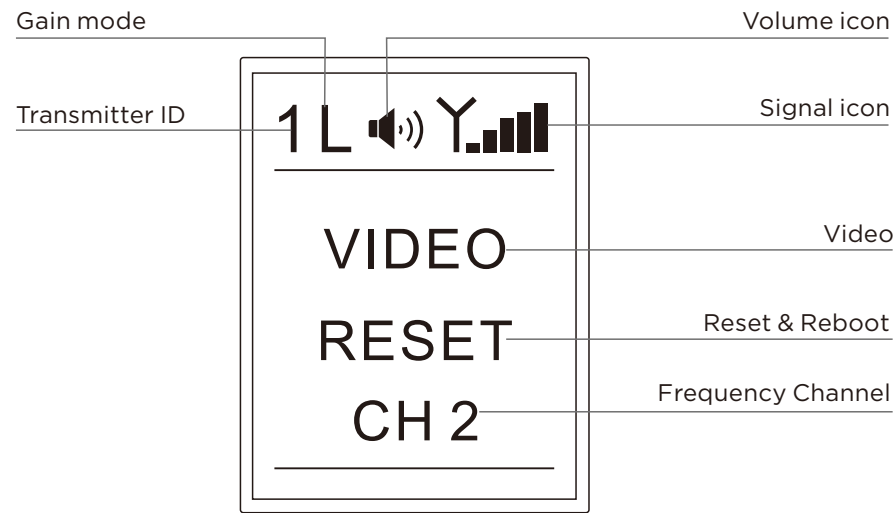 Gain mode
Volume icon
Transmitter ID
1 L
Signal icon
VIDEO
Video
RESET
Reset & Reboot
CH 2
Frequency Channel